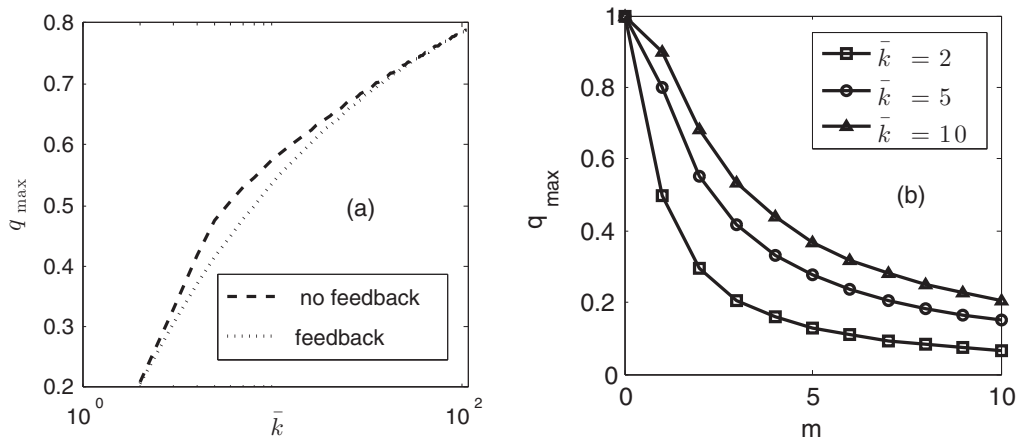 0.8
0.7
0.6
0.5
0.4
0.3
0.2
q max
10^0
k̄
10^2
(a)
no feedback
feedback
1
0.8
0.6
0.4
0.2
0
q max
0
5
10
m
(b)
k̄ = 2
k̄ = 5
k̄ = 10